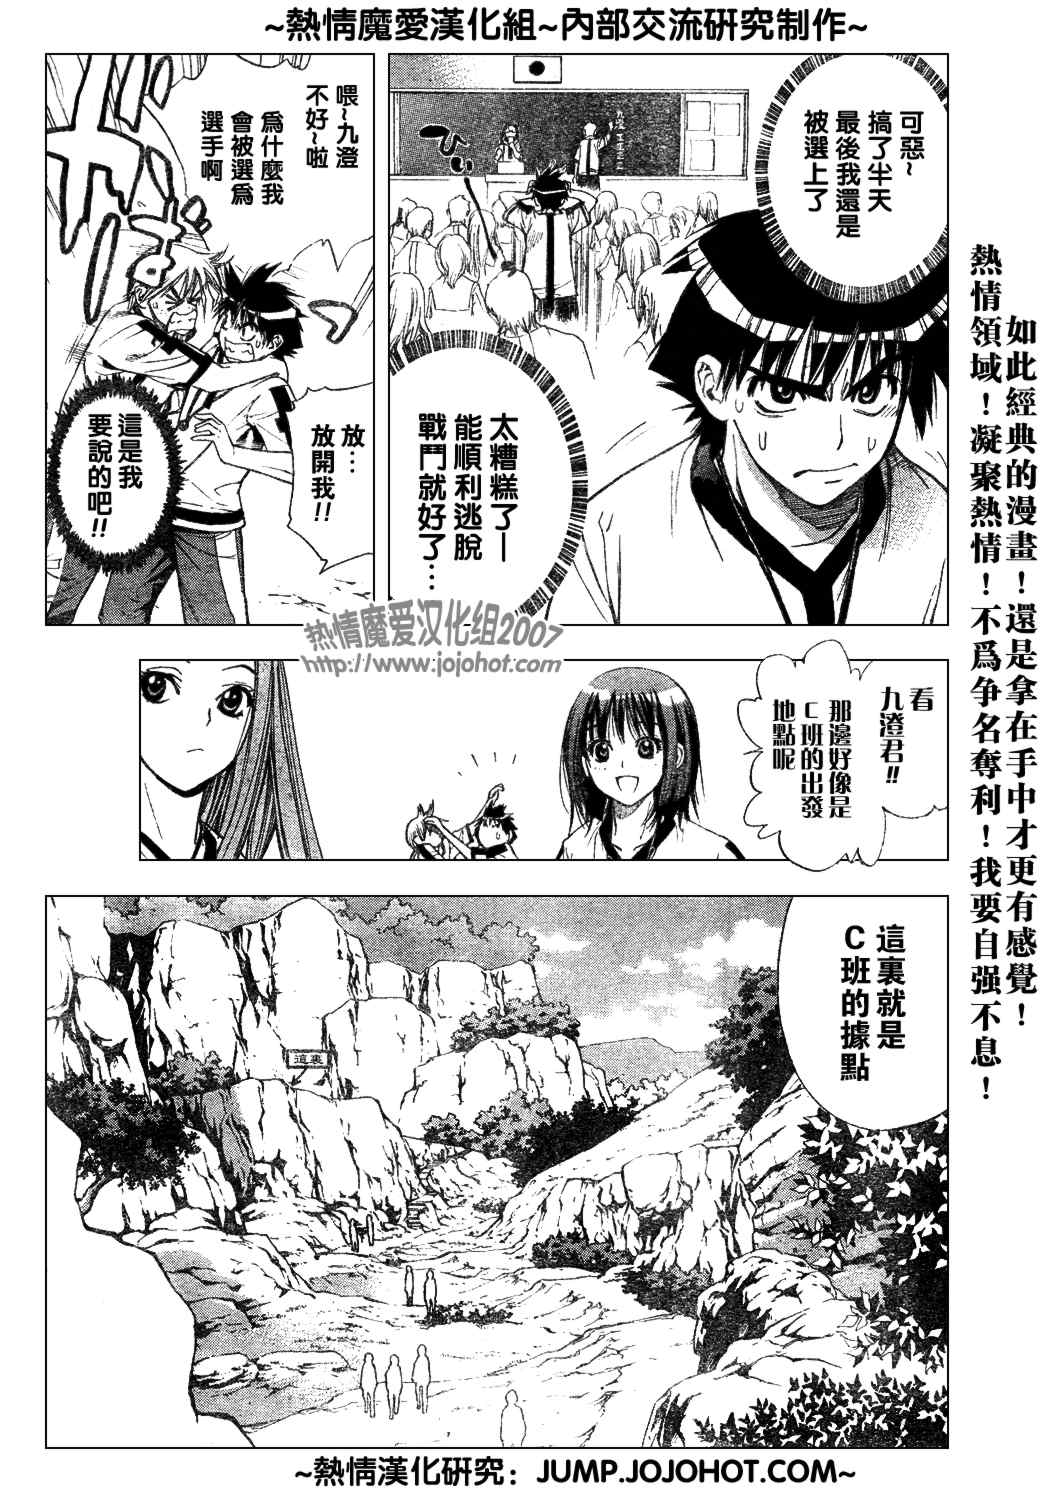 ~熱情魔愛漢化組~內部交流研究制作~
可惡~
搞了半天
最後我還是
被選上了
ひいっ
太糟糕了ー
能順利逃脫
戰鬥就好了…
喂~九澄
不好~啦
為什麼我
會被選為
選手啊
放…
放開我!!
這是我
要說的吧!!
熱情魔爱汉化组2007
http://www.jojohot.com
看
九澄君!!
那邊好像是
C班的出發
地點呢
這裏就是
C班的據點
這裏
如此經典的漫畫！還是拿在手中才更有感覺！
熱情領域！凝聚熱情！不爲争名奪利！我要自强不息！
~熱情漢化研究：JUMP.JOJOHOT.COM~